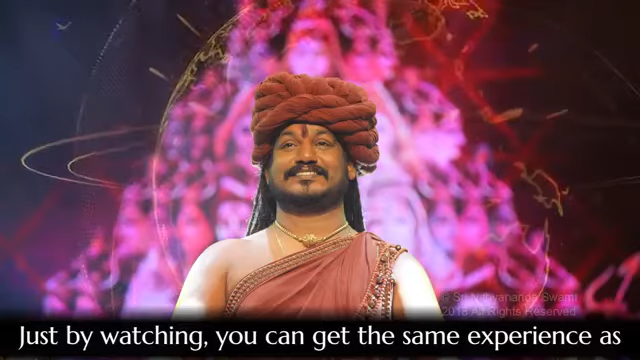 © Sri Nithyananda Swami
2018 All Rights Reserved
Just by watching, you can get the same experience as